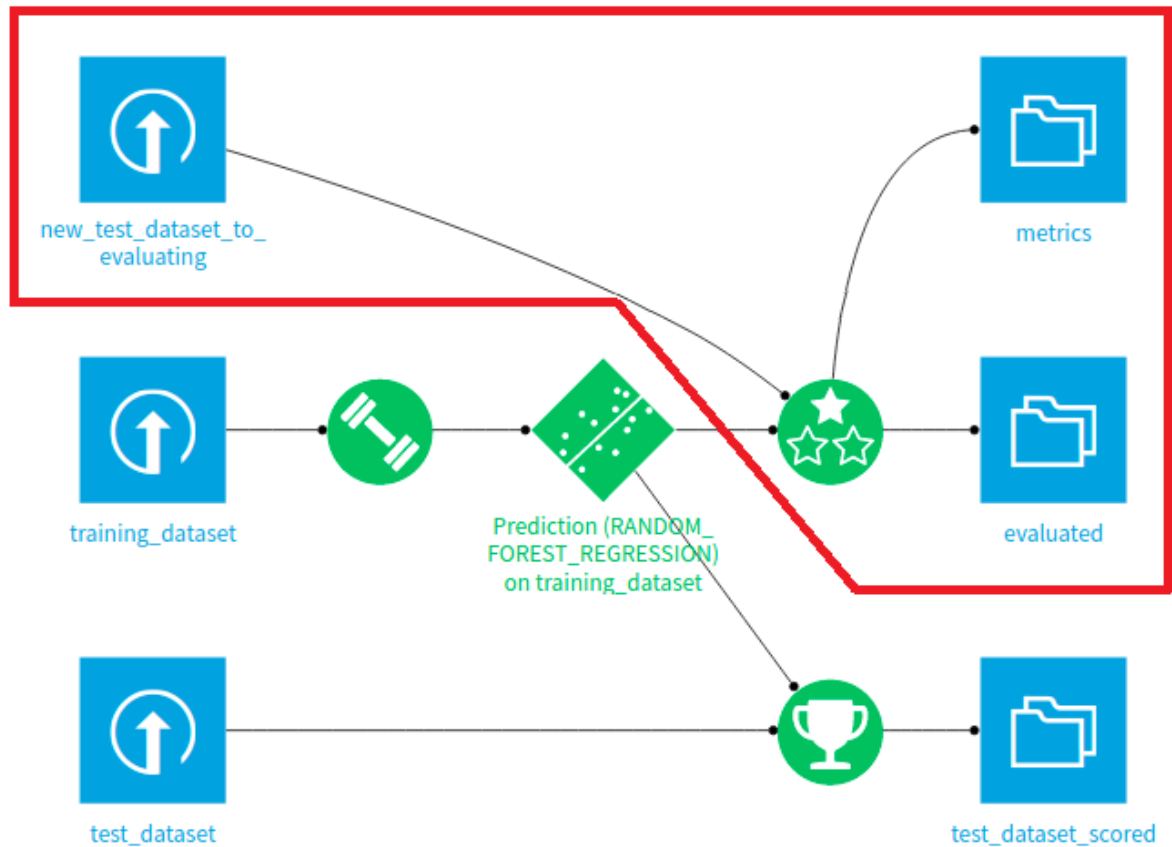 new_test_dataset_to_
evaluating
metrics
training_dataset
Prediction (RANDOM_
FOREST_REGRESSION)
on training_dataset
evaluated
test_dataset
test_dataset_scored